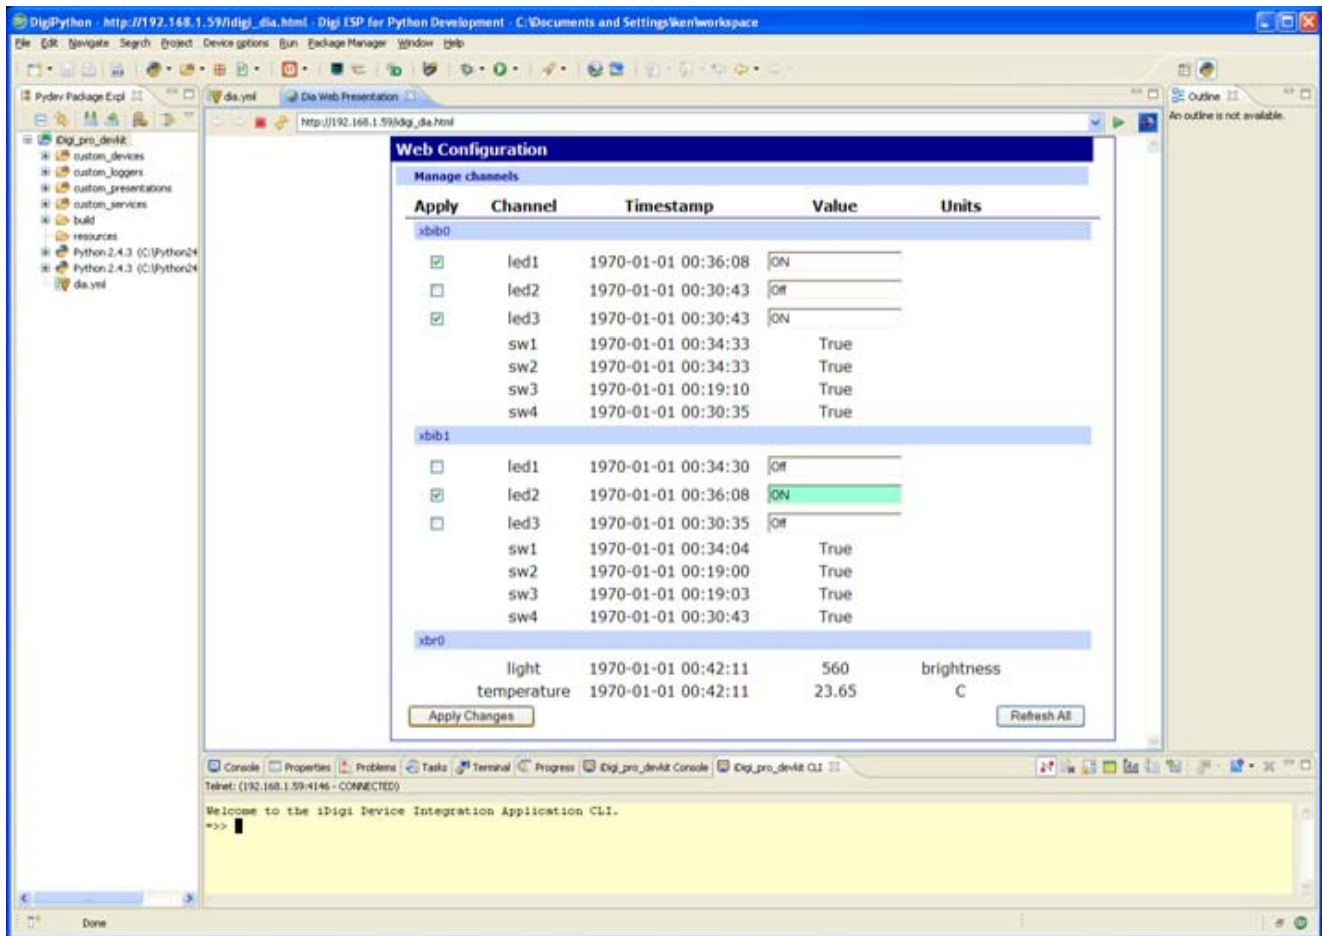 DigiPython - http://192.168.1.59/idigi_dia.html - Digi ESP for Python Development - C:\Documents and Settings\ken\workspace
File Edit Navigate Search Project Device options Run Package Manager Window Help
Pydev Package Expl
dia.yml Dia Web Presentation
Outline
http://192.168.1.59/idigi_dia.html
An outline is not available.
iDigi_pro_devkit
custom_devices
custom_loggers
custom_presentations
custom_services
build
resources
Python 2.4.3 (C:\Python24
Python 2.4.3 (C:\Python24
dia.yml
Web Configuration
Manage channels
Apply Channel Timestamp Value Units
xbib0
led1 1970-01-01 00:36:08 ON
led2 1970-01-01 00:30:43 Off
led3 1970-01-01 00:30:43 ON
sw1 1970-01-01 00:34:33 True
sw2 1970-01-01 00:34:33 True
sw3 1970-01-01 00:19:10 True
sw4 1970-01-01 00:30:35 True
xbib1
led1 1970-01-01 00:34:30 Off
led2 1970-01-01 00:36:08 ON
led3 1970-01-01 00:30:35 Off
sw1 1970-01-01 00:34:04 True
sw2 1970-01-01 00:19:00 True
sw3 1970-01-01 00:19:03 True
sw4 1970-01-01 00:30:43 True
xbr0
light 1970-01-01 00:42:11 560 brightness
temperature 1970-01-01 00:42:11 23.65 C
Apply Changes Refresh All
Console Properties Problems Tasks Terminal Progress iDigi_pro_devkit Console iDigi_pro_devkit CLI
Telnet: (192.168.1.59:4146 - CONNECTED)
Welcome to the iDigi Device Integration Application CLI.
=>>
Done